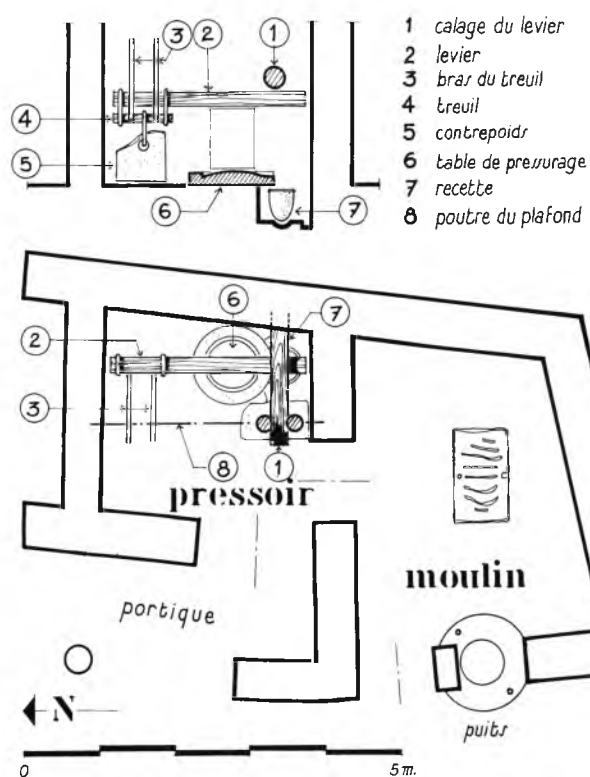 3 2 1
4
5
6 7
1 calage du levier
2 levier
3 bras du treuil
4 treuil
5 contrepoids
6 table de pressurage
7 recette
8 poutre du plafond
6 7
2
3
8 1
pressoir
moulin
portique
N
puits
0 5m.